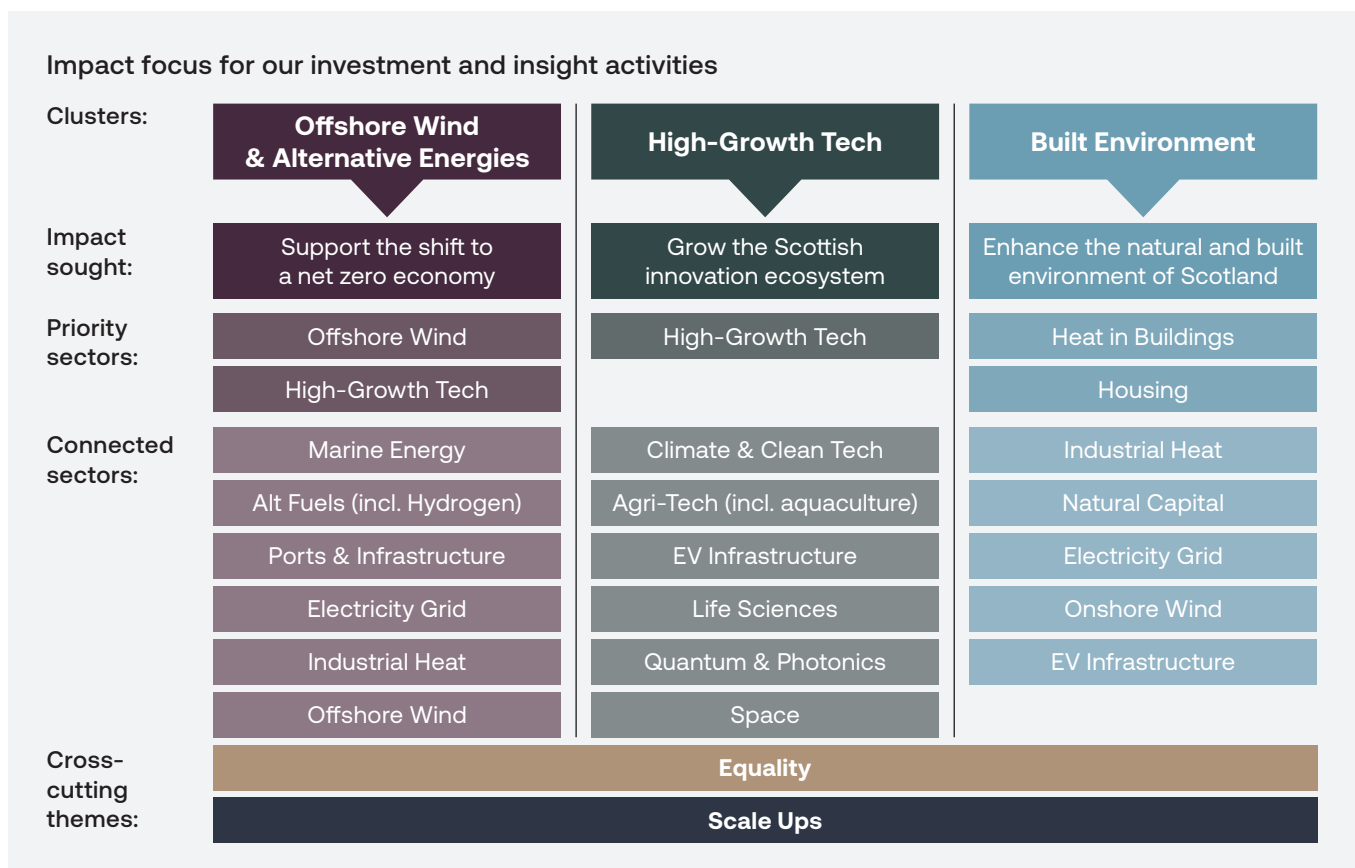 Impact focus for our investment and insight activities
Clusters:
Offshore Wind
& Alternative Energies
High-Growth Tech
Built Environment
Impact
sought:
Support the shift to
a net zero economy
Grow the Scottish
innovation ecosystem
Enhance the natural and built
environment of Scotland
Priority
sectors:
Offshore Wind
High-Growth Tech
High-Growth Tech
Heat in Buildings
Housing
Connected
sectors:
Marine Energy
Alt Fuels (incl. Hydrogen)
Ports & Infrastructure
Electricity Grid
Industrial Heat
Offshore Wind
Climate & Clean Tech
Agri-Tech (incl. aquaculture)
EV Infrastructure
Life Sciences
Quantum & Photonics
Space
Industrial Heat
Natural Capital
Electricity Grid
Onshore Wind
EV Infrastructure
Cross-
cutting
themes:
Equality
Scale Ups